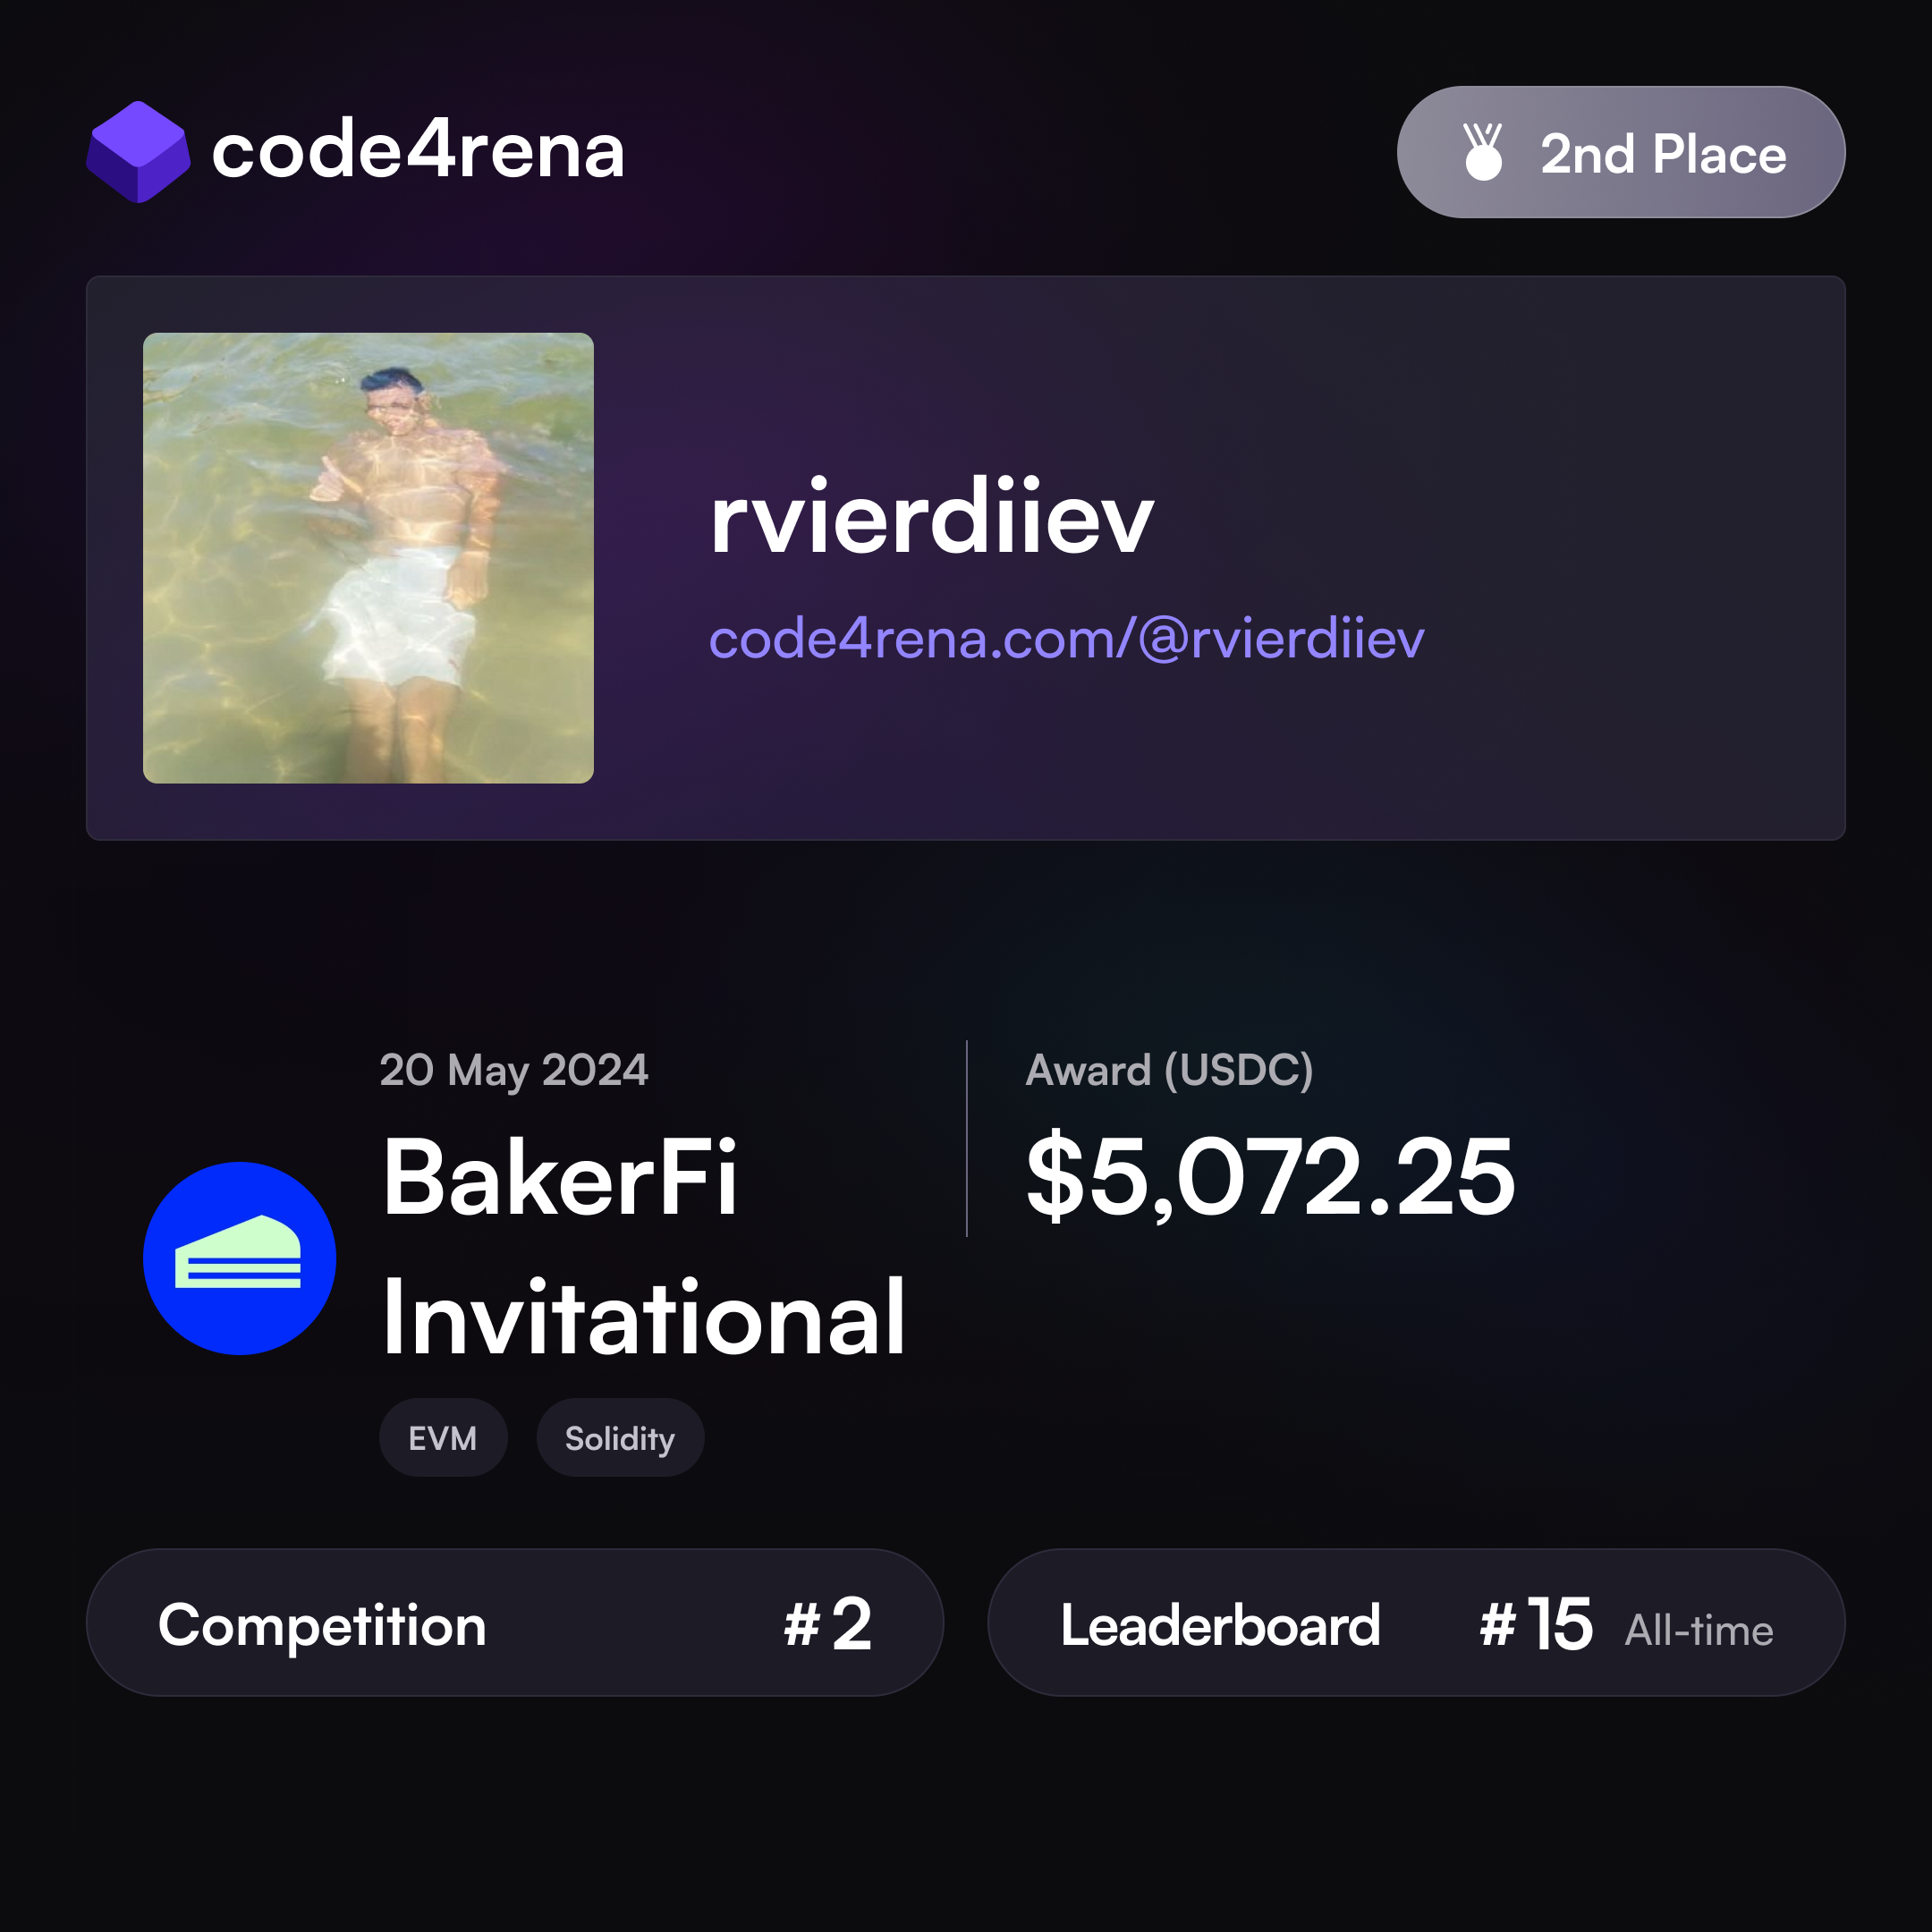 code4rena
2nd Place
rvierdiiev
code4rena.com/@rvierdiiev
20 May 2024
BakerFi
Invitational
EVM Solidity
Award (USDC)
$5,072.25
Competition #2
Leaderboard #15 All-time